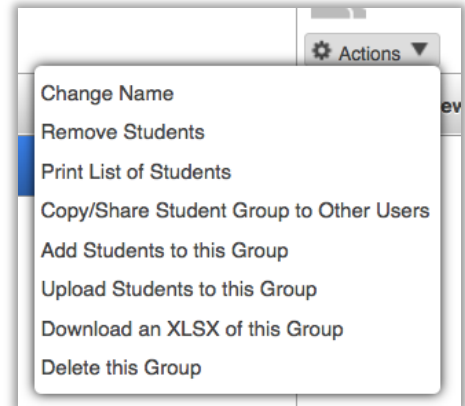 Actions
Change Name
Remove Students
Print List of Students
Copy/Share Student Group to Other Users
Add Students to this Group
Upload Students to this Group
Download an XLSX of this Group
Delete this Group